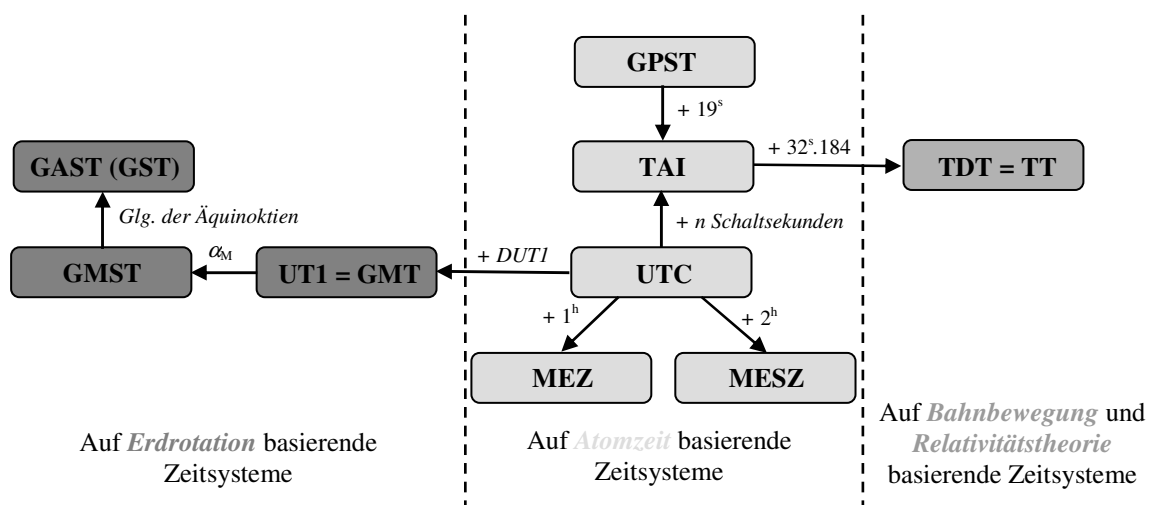 GPST
+ 19s
GAST (GST)
TAI
+ 32s.184
TDT = TT
Glg. der Äquinoktien
+ n Schaltsekunden
GMST
αM
UT1 = GMT
+ DUT1
UTC
+ 1h
+ 2h
MEZ
MESZ
Auf Erdrotation basierende
Zeitsysteme
Auf Atomzeit basierende
Zeitsysteme
Auf Bahnbewegung und
Relativitätstheorie
basierende Zeitsysteme